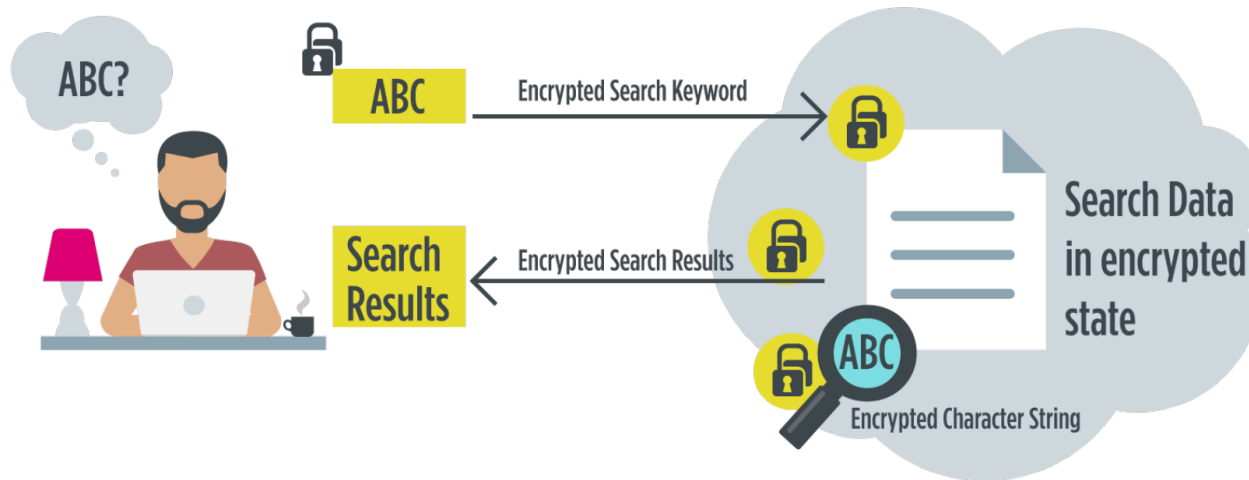 ABC?
ABC
Encrypted Search Keyword
Search
Results
Encrypted Search Results
Search Data
in encrypted
state
ABC
Encrypted Character String